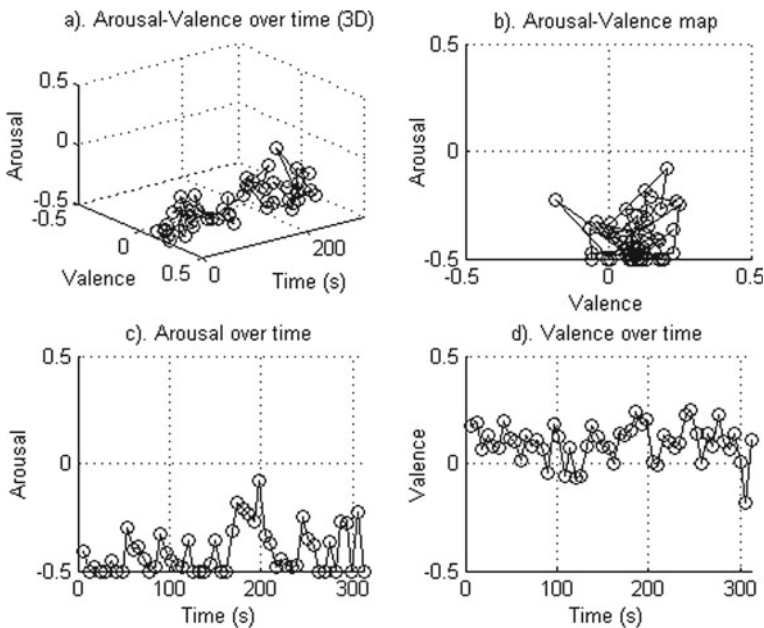 a). Arousal-Valence over time (3D)
0.5
0
-0.5
Arousal
-0.5
0
0.5
Valence
0
200
Time (s)
b). Arousal-Valence map
0.5
0
-0.5
Arousal
-0.5
0
0.5
Valence
c). Arousal over time
0.5
0
-0.5
Arousal
0
100
200
300
Time (s)
d). Valence over time
0.5
0
-0.5
Valence
0
100
200
300
Time (s)